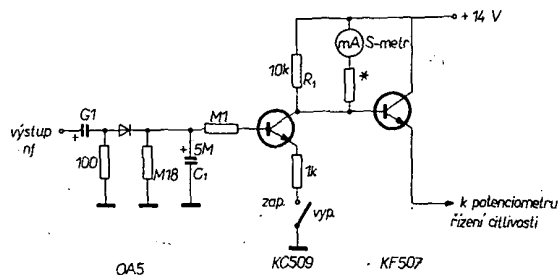 + 14 V
mA S-metr
10k R₁
*
G1
M1
výstup nf
+
100
M18
+ 5M C₁
1k
zap.
vyp.
k potenciometru
řízení citlivosti
OA5 KC509 KF507